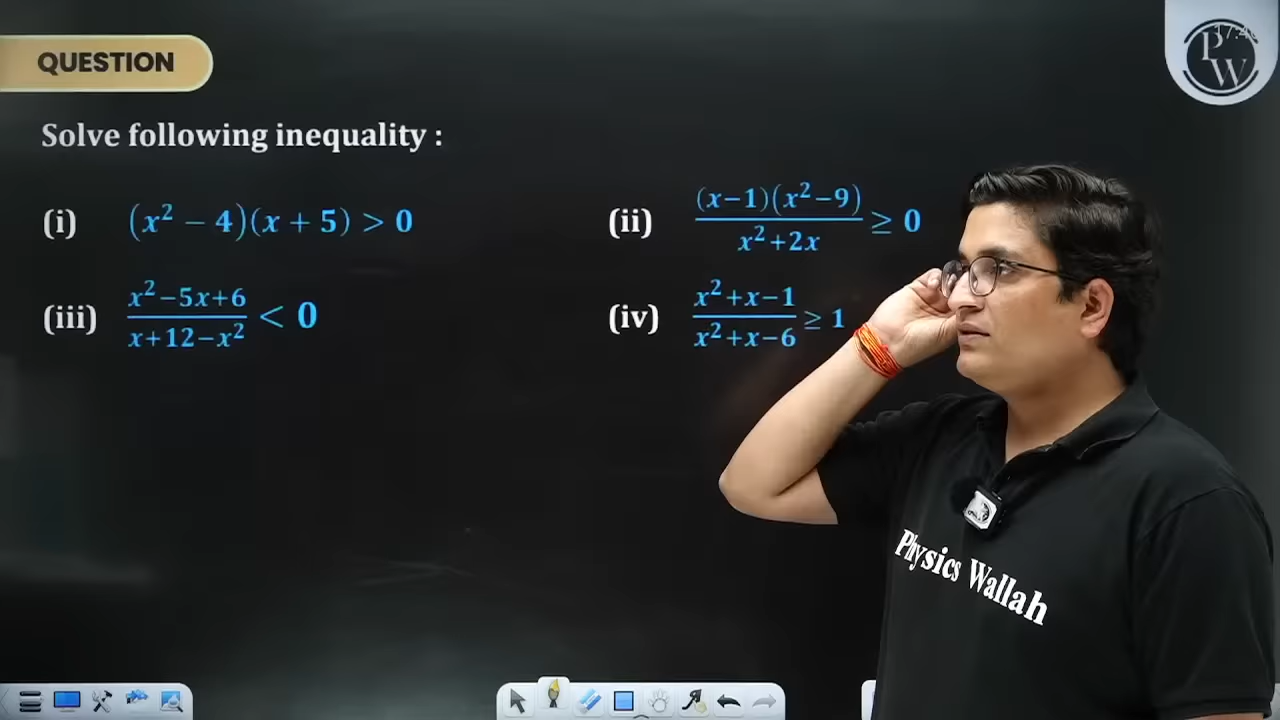 QUESTION
Solve following inequality :
(i) (x² − 4)(x + 5) > 0
(ii) (x−1)(x²−9)/x²+2x ≥ 0
(iii) x²−5x+6/x+12−x² < 0
(iv) x²+x−1/x²+x−6 ≥ 1
PW
Physics Wallah